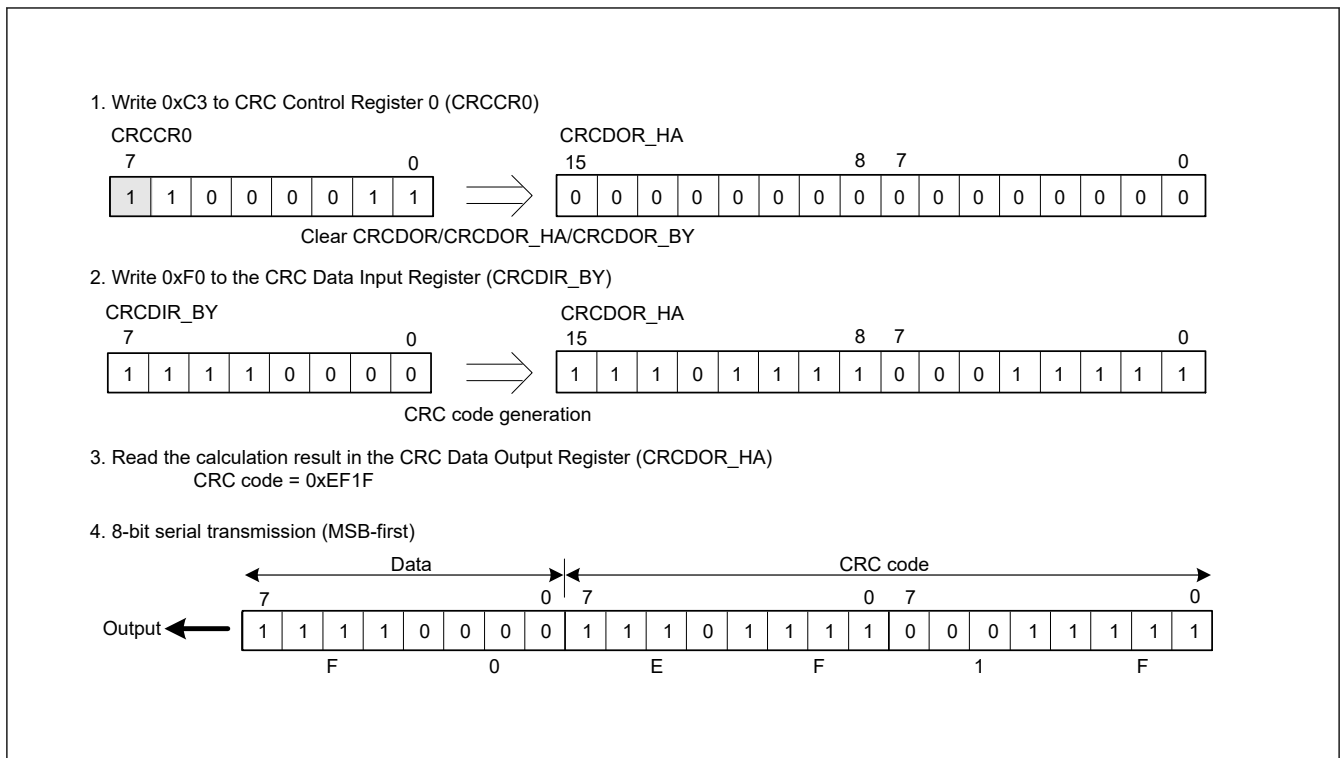 1. Write 0xC3 to CRC Control Register 0 (CRCCR0)
CRCCR0 CRCDOR_HA
7 0 15 8 7 0
1 1 0 0 0 0 1 1 0 0 0 0 0 0 0 0 0 0 0 0 0 0 0 0
Clear CRCDOR/CRCDOR_HA/CRCDOR_BY
2. Write 0xF0 to the CRC Data Input Register (CRCDIR_BY)
CRCDIR_BY CRCDOR_HA
7 0 15 8 7 0
1 1 1 1 0 0 0 0 1 1 1 0 1 1 1 1 0 0 0 1 1 1 1 1
CRC code generation
3. Read the calculation result in the CRC Data Output Register (CRCDOR_HA)
CRC code = 0xEF1F
4. 8-bit serial transmission (MSB-first)
Data CRC code
7 0 7 0 7 0
Output 1 1 1 1 0 0 0 0 1 1 1 0 1 1 1 1 0 0 0 1 1 1 1 1
F 0 E F 1 F